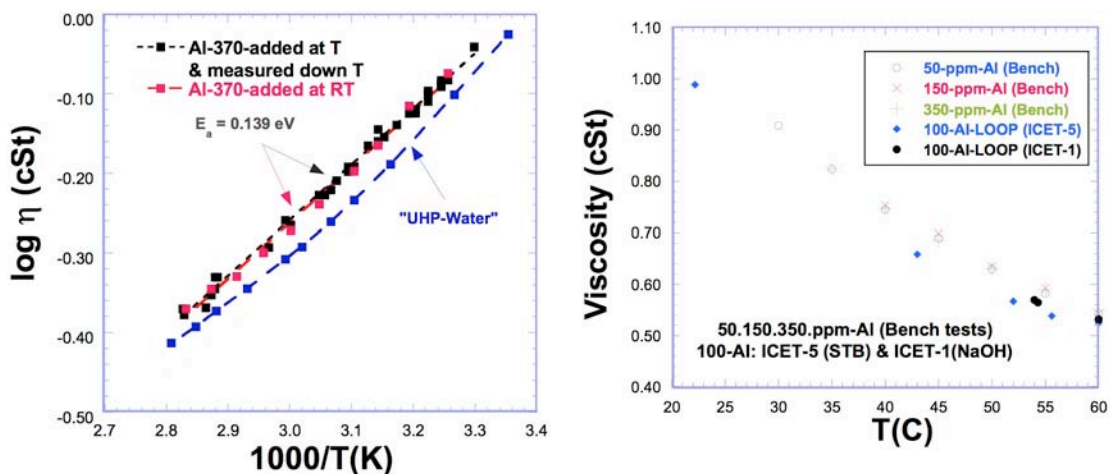 0.00
-0.10
-0.20
-0.30
-0.40
-0.50
log η (cSt)
Al-370-added at T
& measured down T
Al-370-added at RT
Eₐ = 0.139 eV
"UHP-Water"
2.7 2.8 2.9 3.0 3.1 3.2 3.3 3.4
1000/T(K)
1.10
1.00
0.90
0.80
0.70
0.60
0.50
0.40
Viscosity (cSt)
50-ppm-Al (Bench)
150-ppm-Al (Bench)
350-ppm-Al (Bench)
100-Al-LOOP (ICET-5)
100-Al-LOOP (ICET-1)
50.150.350.ppm-Al (Bench tests)
100-Al: ICET-5 (STB) & ICET-1(NaOH)
20 25 30 35 40 45 50 55 60
T(C)